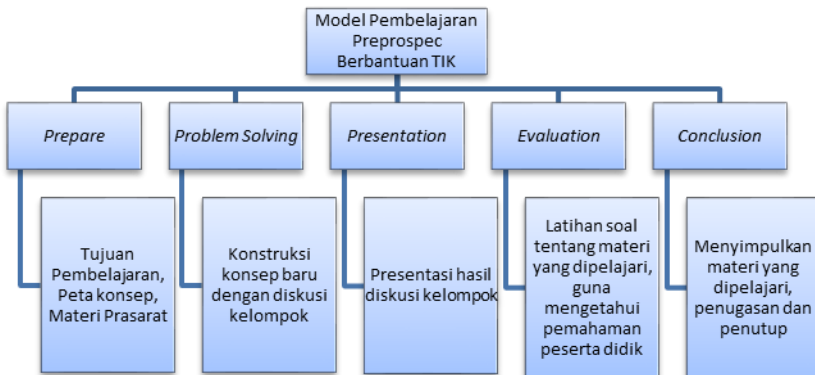 Model Pembelajaran
Preprospec
Berbantuan TIK
Prepare
Problem Solving
Presentation
Evaluation
Conclusion
Tujuan
Pembelajaran,
Peta konsep,
Materi Prasarat
Konstruksi
konsep baru
dengan diskusi
kelompok
Presentasi hasil
diskusi kelompok
Latihan soal
tentang materi
yang dipelajari,
guna
mengetahui
pemahaman
peserta didik
Menyimpulkan
materi yang
dipelajari,
penugasan dan
penutup